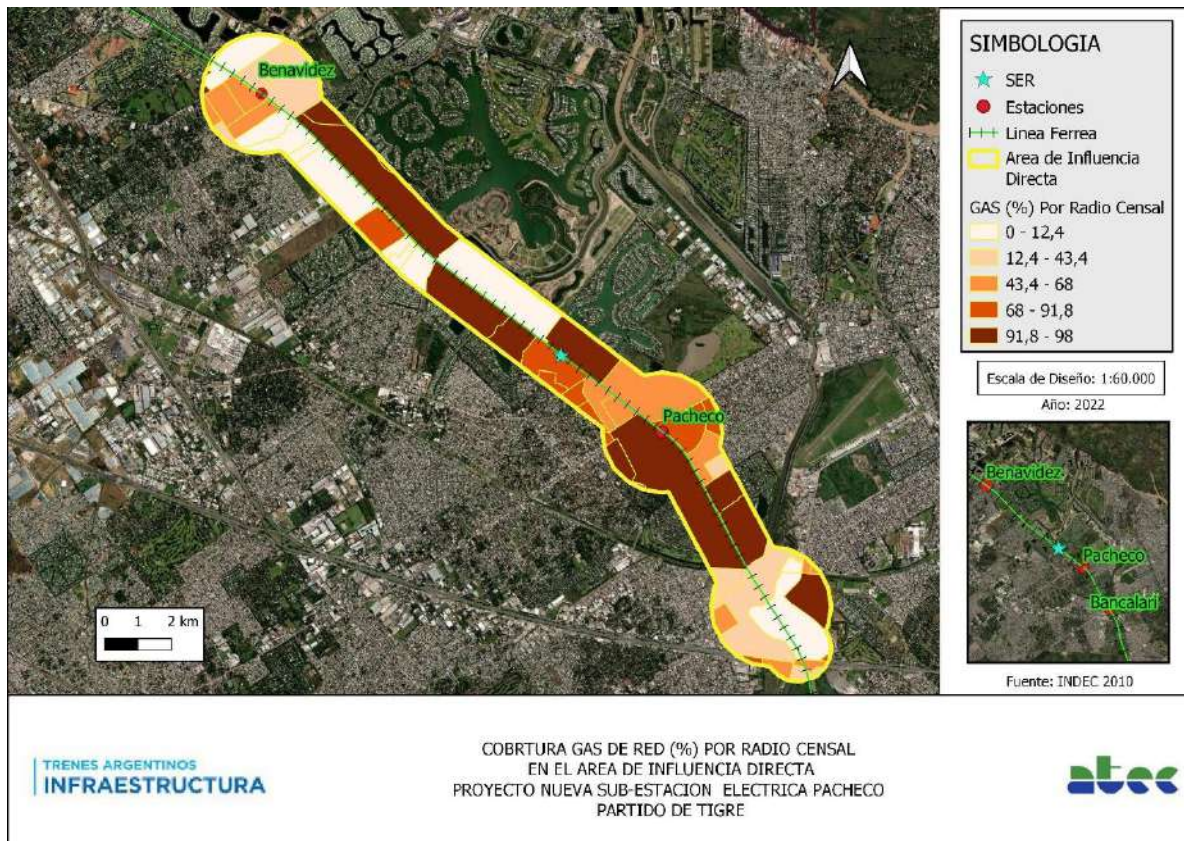 Benavidez
Pacheco
0 1 2 km
SIMBOLOGIA
SER
Estaciones
Linea Ferrea
Area de Influencia
Directa
GAS (%) Por Radio Censal
0 - 12,4
12,4 - 43,4
43,4 - 68
68 - 91,8
91,8 - 98
Escala de Diseño: 1:60.000
Año: 2022
Benavidez
Pacheco
Bancalari
Fuente: INDEC 2010
TRENES ARGENTINOS
INFRAESTRUCTURA
COBRTURA GAS DE RED (%) POR RADIO CENSAL
EN EL AREA DE INFLUENCIA DIRECTA
PROYECTO NUEVA SUB-ESTACION ELECTRICA PACHECO
PARTIDO DE TIGRE
atec